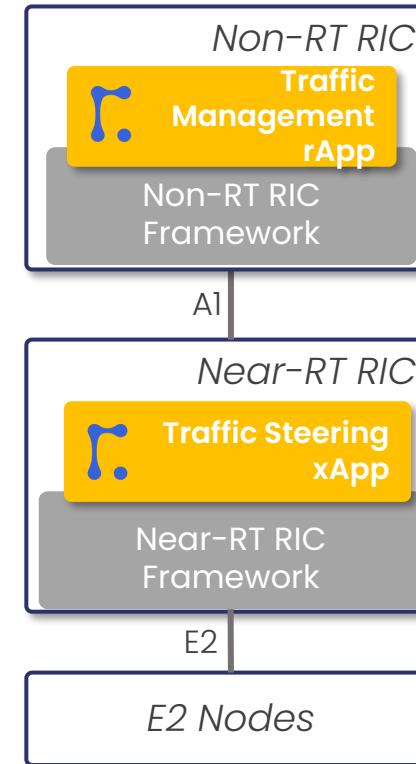 Non-RT RIC
Traffic
Management
rApp
Non-RT RIC
Framework
A1
Near-RT RIC
Traffic Steering
xApp
Near-RT RIC
Framework
E2
E2 Nodes